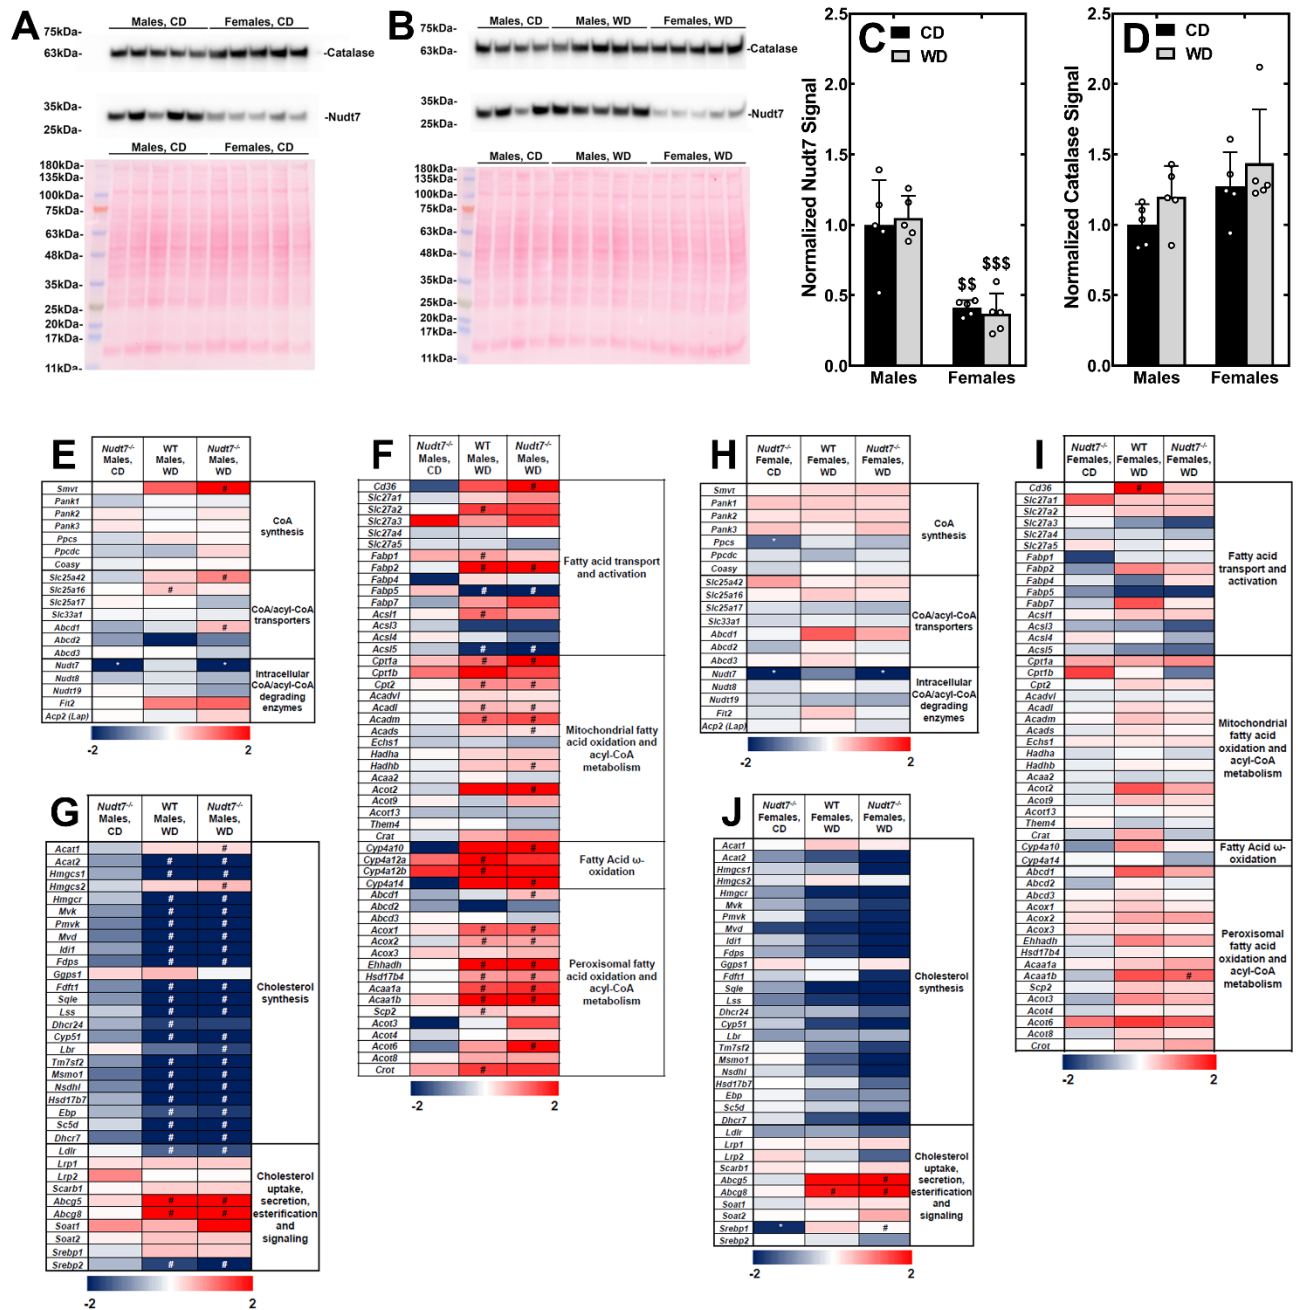 A
75kDa-
63kDa-
Males, CD
Females, CD
-Catalase
35kDa-
25kDa-
-Nudt7
Males, CD
Females, CD
180kDa-
135kDa-
100kDa-
75kDa-
63kDa-
48kDa-
35kDa-
25kDa-
20kDa-
17kDa-
11kDa-
B
75kDa-
63kDa-
Males, CD
Males, WD
Females, WD
-Catalase
35kDa-
25kDa-
-Nudt7
Males, CD
Males, WD
Females, WD
180kDa-
135kDa-
100kDa-
75kDa-
63kDa-
48kDa-
35kDa-
25kDa-
20kDa-
17kDa-
11kDa-
C
Normalized Nudt7 Signal
2.5
2.0
1.5
1.0
0.5
0.0
CD
WD
$$
$$$
Males
Females
D
Normalized Catalase Signal
2.5
2.0
1.5
1.0
0.5
0.0
CD
WD
Males
Females
E
Nudt7-/-
Males,
CD
WT
Males,
WD
Nudt7-/-
Males,
WD
Smvt #
Pank1
Pank2
Pank3
Ppcs
Ppcdc
Coasy
CoA
synthesis
Slc25a42 #
Slc25a16 #
Slc25a17
Slc33a1
Abcd1 #
Abcd2
Abcd3
CoA/acyl-CoA
transporters
Nudt7 * *
Nudt8
Nudt19
Fit2
Acp2 (Lap)
Intracellular
CoA/acyl-CoA
degrading
enzymes
-2
2
F
Nudt7-/-
Males,
CD
WT
Males,
WD
Nudt7-/-
Males,
WD
Cd36 #
Slc27a1
Slc27a2 #
Slc27a3
Slc27a4
Slc27a5
Fabp1 #
Fabp2 # #
Fabp4
Fabp5 # #
Fabp7
Acsl1 #
Acsl3
Acsl4
Acsl5 # #
Fatty acid transport
and activation
Cpt1a # #
Cpt1b
Cpt2 # #
Acadvl
Acadl # #
Acadm # #
Acads #
Echs1
Hadha
Hadhb #
Acaa2
Acot2 #
Acot9
Acot13
Them4
Crat
Mitochondrial fatty
acid oxidation and
acyl-CoA
metabolism
Cyp4a10 #
Cyp4a12a #
Cyp4a12b #
Cyp4a14 #
Fatty Acid ω-
oxidation
Abcd1 #
Abcd2
Abcd3
Acox1 # #
Acox2 # #
Acox3
Ehhadh # #
Hsd17b4 # #
Acaa1a # #
Acaa1b # #
Scp2 #
Acot3
Acot4
Acot6 #
Acot8
Crot #
Peroxisomal fatty
acid oxidation and
acyl-CoA
metabolism
-2
2
G
Nudt7-/-
Males,
CD
WT
Males,
WD
Nudt7-/-
Males,
WD
Acat1 #
Acat2 # #
Hmgcs1 # #
Hmgcs2 #
Hmgcr # #
Mvk # #
Pmvk # #
Mvd # #
Idi1 # #
Fdps # #
Ggps1
Fdft1 # #
Sqle # #
Lss # #
Dhcr24 #
Cyp51 # #
Lbr #
Tm7sf2 # #
Msmo1 # #
Nsdhl # #
Hsd17b7 # #
Ebp # #
Sc5d # #
Dhcr7 # #
Cholesterol
synthesis
Ldlr # #
Lrp1
Lrp2
Scarb1
Abcg5 # #
Abcg8 # #
Soat1
Soat2
Srebp1
Srebp2 # #
Cholesterol
uptake,
secretion,
esterification
and
signaling
-2
2
H
Nudt7-/-
Female,
CD
WT
Females,
WD
Nudt7-/-
Females,
WD
Smvt
Pank1
Pank2
Pank3
Ppcs *
Ppcdc
Coasy
CoA
synthesis
Slc25a42
Slc25a16
Slc25a17
Slc33a1
Abcd1
Abcd2
Abcd3
CoA/acyl-CoA
transporters
Nudt7 * *
Nudt8
Nudt19
Fit2
Acp2 (Lap)
Intracellular
CoA/acyl-CoA
degrading
enzymes
-2
2
I
Nudt7-/-
Females,
CD
WT
Females,
WD
Nudt7-/-
Females,
WD
Cd36 #
Slc27a1
Slc27a2
Slc27a3
Slc27a4
Slc27a5
Fabp1
Fabp2
Fabp4
Fabp5
Fabp7
Acsl1
Acsl3
Acsl4
Acsl5
Fatty acid
transport and
activation
Cpt1a
Cpt1b
Cpt2
Acadvl
Acadl
Acadm
Acads
Echs1
Hadha
Hadhb
Acaa2
Acot2
Acot9
Acot13
Them4
Crat
Mitochondrial
fatty acid
oxidation and
acyl-CoA
metabolism
Cyp4a10
Cyp4a14
Fatty Acid ω-
oxidation
Abcd1
Abcd2
Abcd3
Acox1
Acox2
Acox3
Ehhadh
Hsd17b4
Acaa1a
Acaa1b #
Scp2
Acot3
Acot4
Acot6
Acot8
Crot
Peroxisomal
fatty acid
oxidation and
acyl-CoA
metabolism
-2
2
J
Nudt7-/-
Females,
CD
WT
Females,
WD
Nudt7-/-
Females,
WD
Acat1
Acat2
Hmgcs1
Hmgcs2
Hmgcr
Mvk
Pmvk
Mvd
Idi1
Fdps
Ggps1
Fdft1
Sqle
Lss
Dhcr24
Cyp51
Lbr
Tm7sf2
Msmo1
Nsdhl
Hsd17b7
Ebp
Sc5d
Dhcr7
Cholesterol
synthesis
Ldlr
Lrp1
Lrp2
Scarb1
Abcg5 #
Abcg8 # #
Soat1
Soat2
Srebp1 * #
Srebp2
Cholesterol
uptake,
secretion,
esterification
and
signaling
-2
2